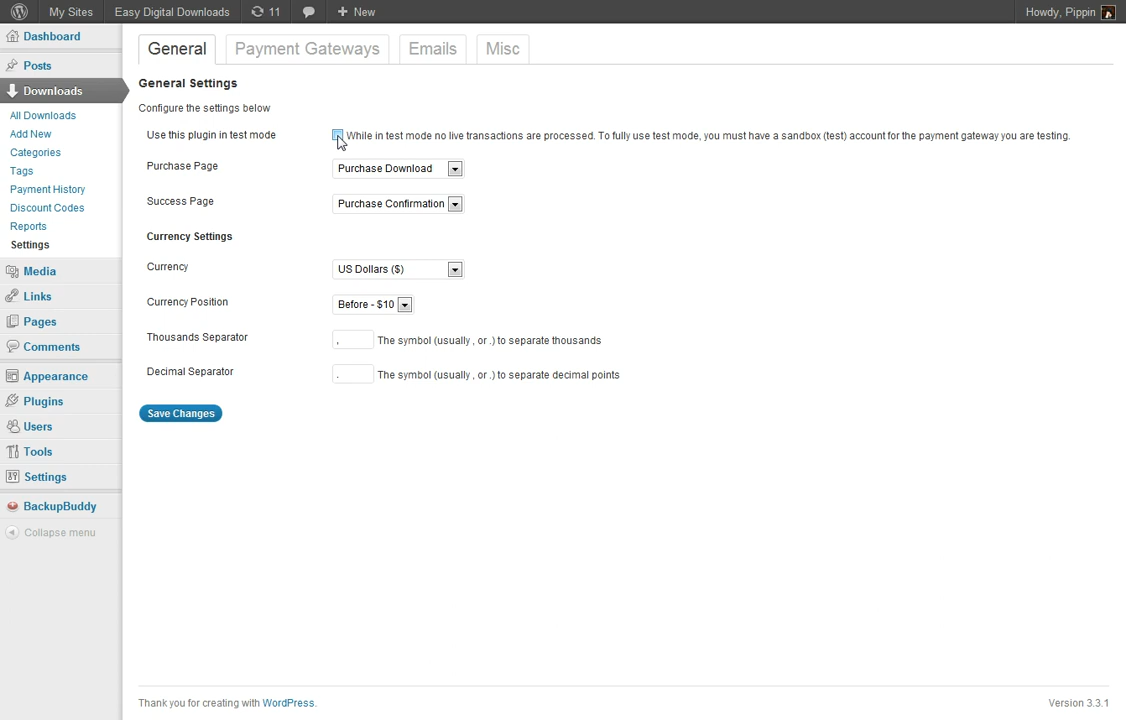 My Sites Easy Digital Downloads 11 New Howdy, Pippin
Dashboard
Posts
Downloads
All Downloads
Add New
Categories
Tags
Payment History
Discount Codes
Reports
Settings
Media
Links
Pages
Comments
Appearance
Plugins
Users
Tools
Settings
BackupBuddy
Collapse menu
General Payment Gateways Emails Misc
General Settings
Configure the settings below
Use this plugin in test mode While in test mode no live transactions are processed. To fully use test mode, you must have a sandbox (test) account for the payment gateway you are testing.
Purchase Page Purchase Download
Success Page Purchase Confirmation
Currency Settings
Currency US Dollars ($)
Currency Position Before - $10
Thousands Separator , The symbol (usually , or .) to separate thousands
Decimal Separator . The symbol (usually , or .) to separate decimal points
Save Changes
Thank you for creating with WordPress. Version 3.3.1